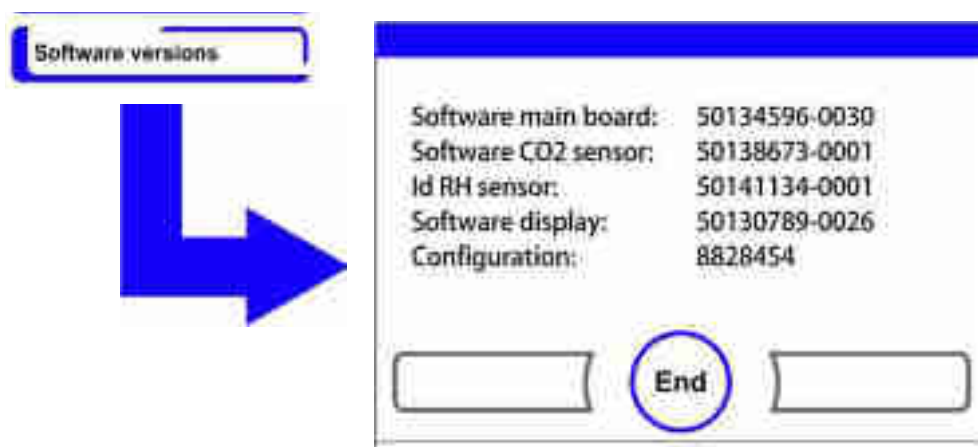 Software versions
Software main board: 50134596-0030
Software CO2 sensor: 50138673-0001
Id RH sensor: 50141134-0001
Software display: 50130789-0026
Configuration: 8828454
End